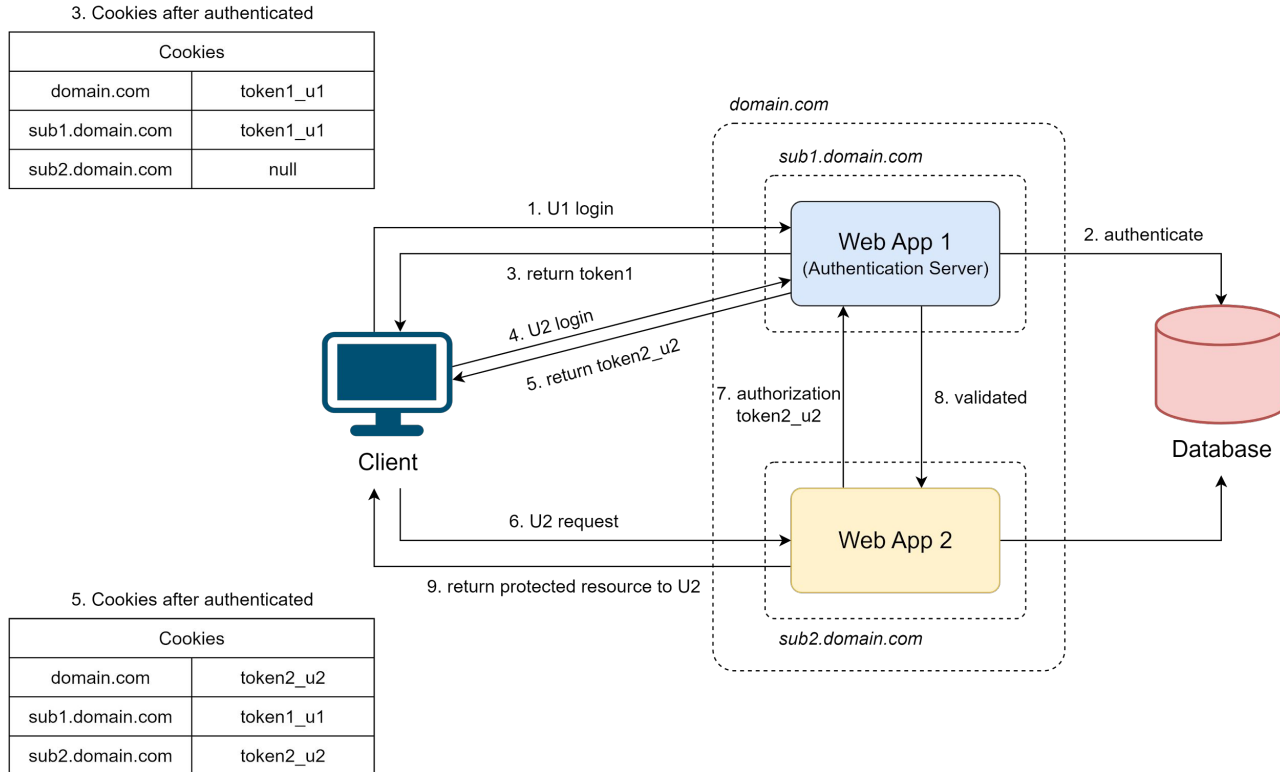 3. Cookies after authenticated
Cookies
domain.com token1_u1
sub1.domain.com token1_u1
sub2.domain.com null
domain.com
sub1.domain.com
1. U1 login
Web App 1
(Authentication Server)
2. authenticate
3. return token1
4. U2 login
5. return token2_u2
7. authorization
token2_u2
8. validated
Client
Database
6. U2 request
Web App 2
9. return protected resource to U2
sub2.domain.com
5. Cookies after authenticated
Cookies
domain.com token2_u2
sub1.domain.com token1_u1
sub2.domain.com token2_u2